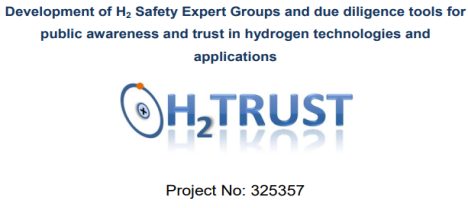 Development of H₂ Safety Expert Groups and due diligence tools for
public awareness and trust in hydrogen technologies and
applications
H₂TRUST
Project No: 325357